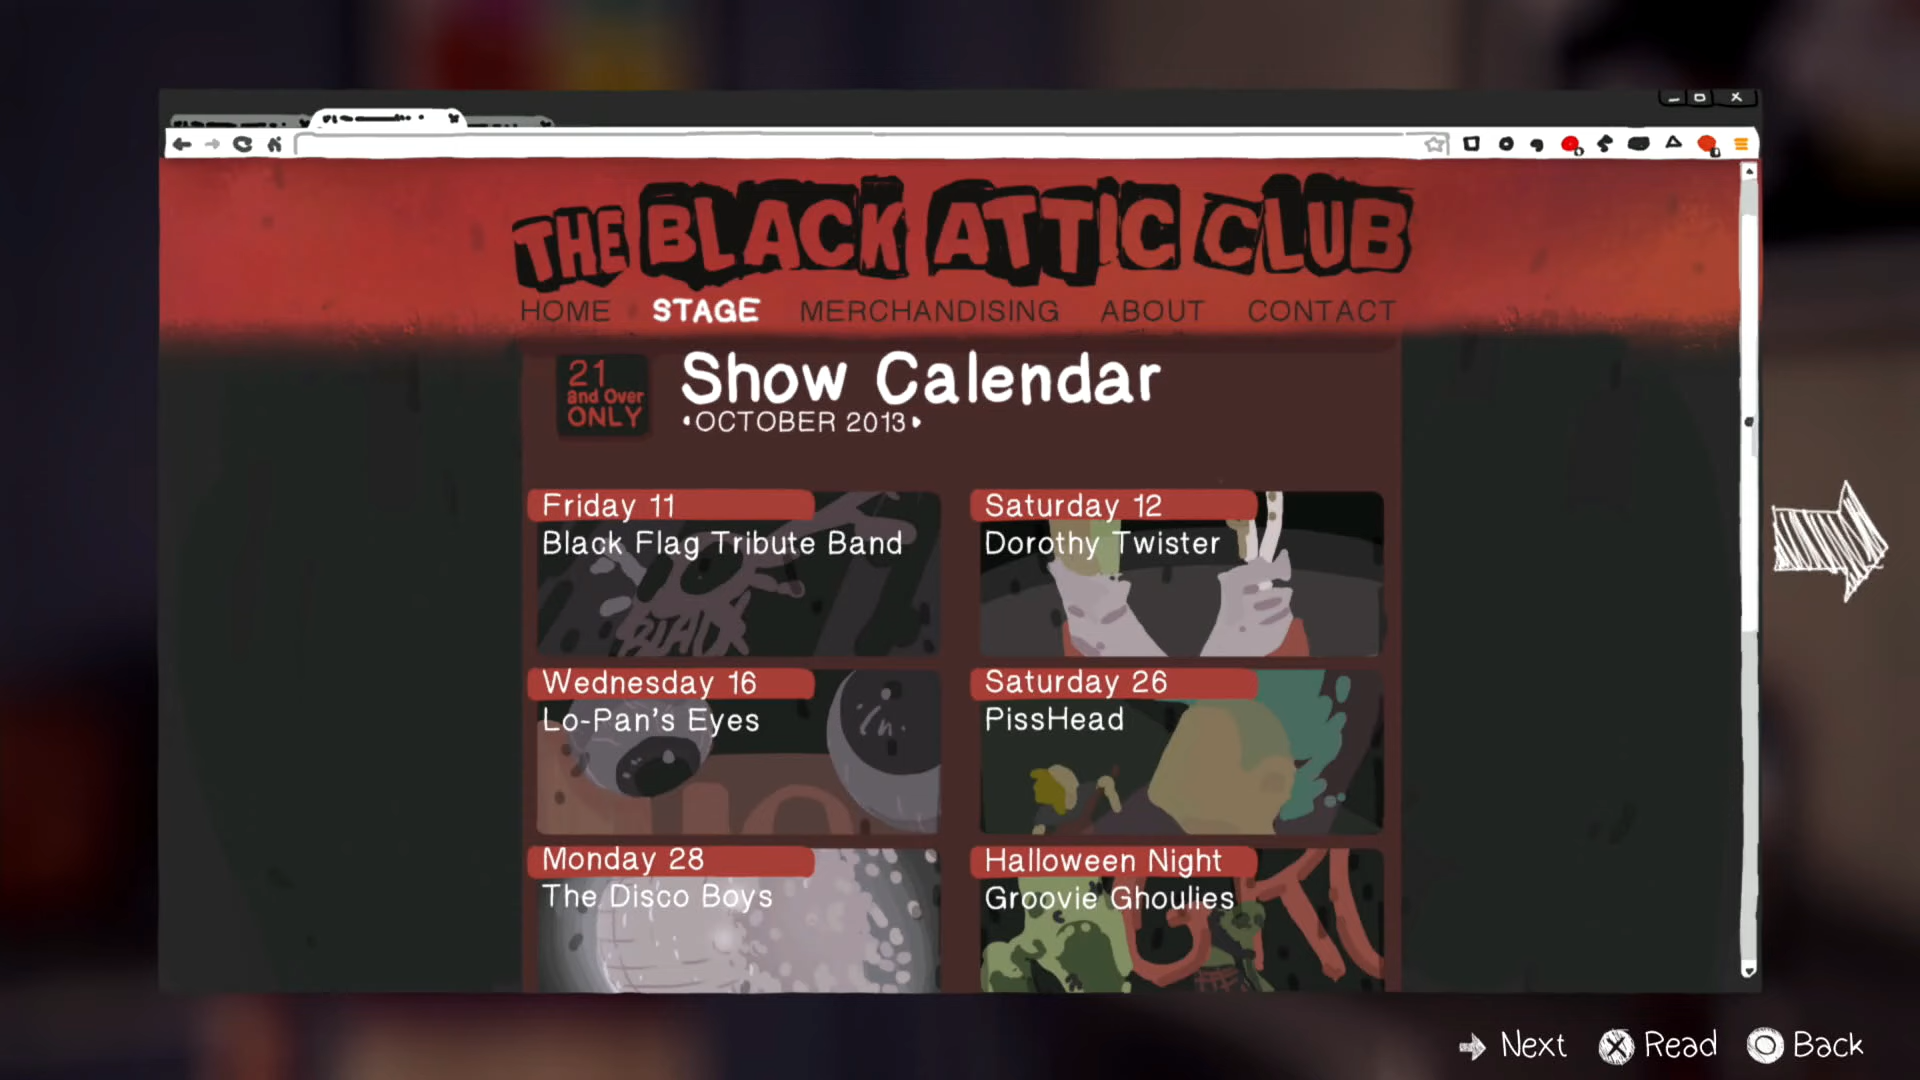 THE BLACK ATTIC CLUB
HOME STAGE MERCHANDISING ABOUT CONTACT
21
and Over
ONLY
Show Calendar
OCTOBER 2013
Friday 11
Black Flag Tribute Band
BLACK
Saturday 12
Dorothy Twister
Wednesday 16
Lo-Pan's Eyes
Saturday 26
PissHead
Monday 28
The Disco Boys
Halloween Night
Groovie Ghoulies
Next Read Back